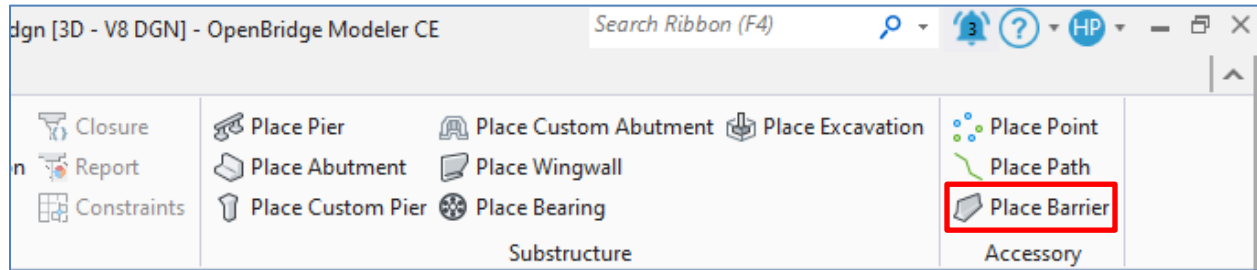 dgn [3D - V8 DGN] - OpenBridge Modeler CE Search Ribbon (F4) 3 ? HP
Closure Place Pier Place Custom Abutment Place Excavation Place Point
n Report Place Abutment Place Wingwall Place Path
Constraints Place Custom Pier Place Bearing Place Barrier
Substructure Accessory